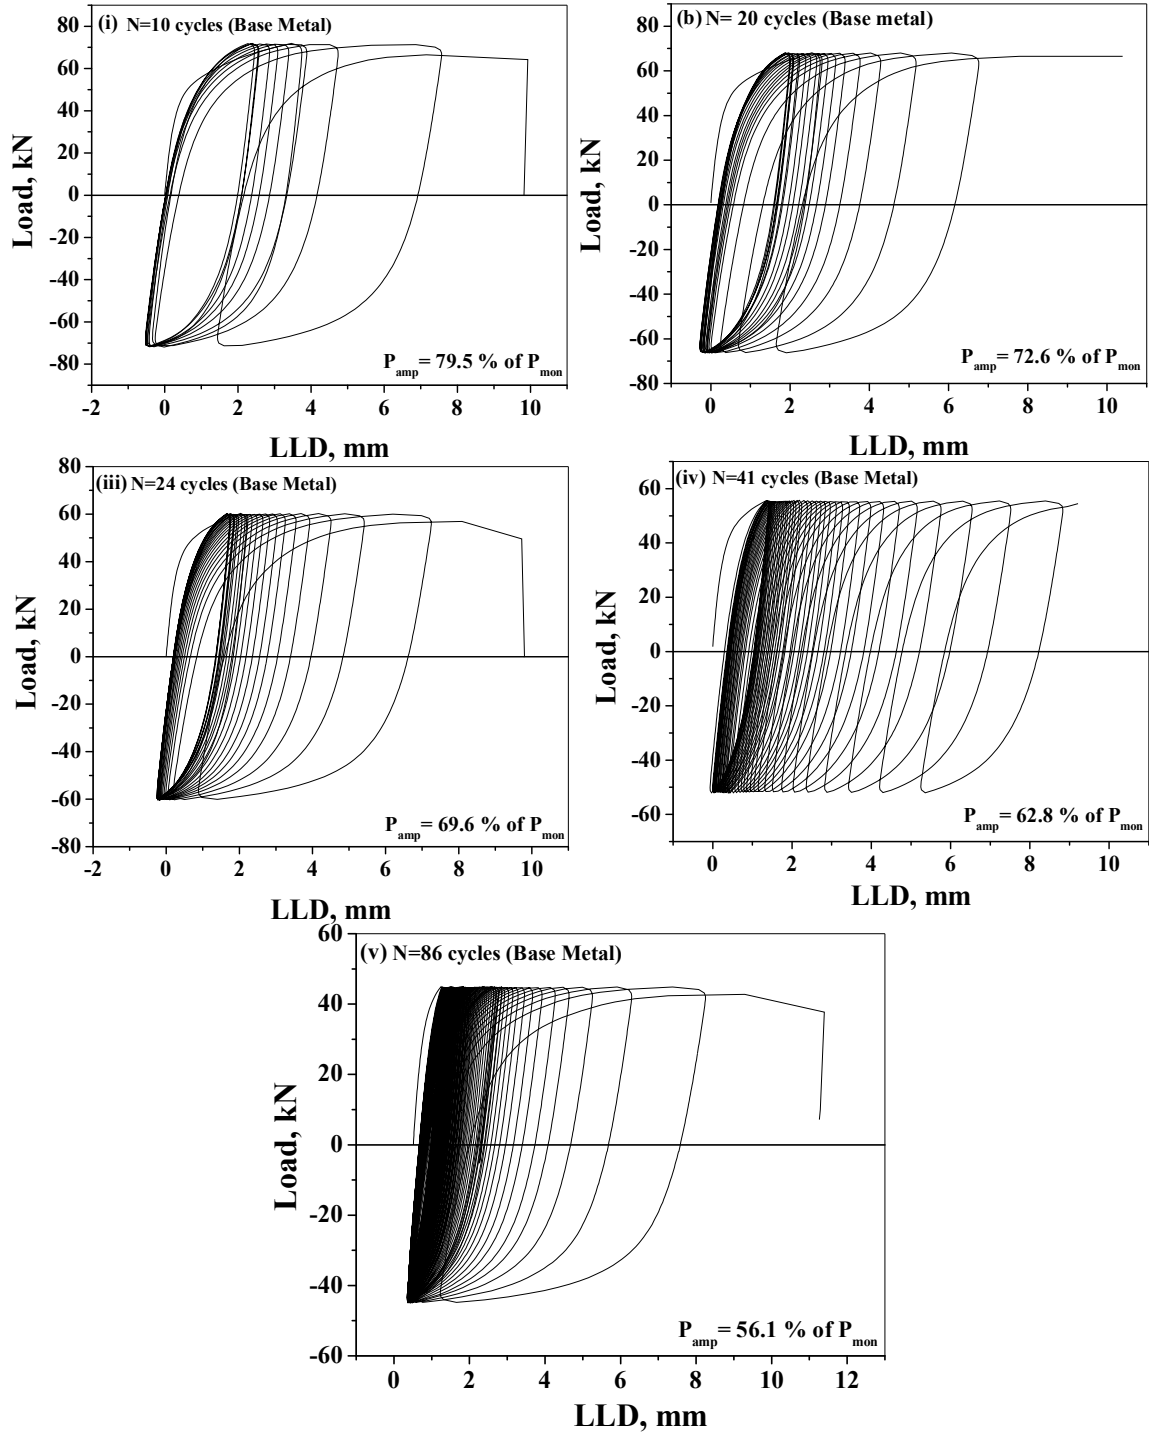 (i) N=10 cycles (Base Metal)
80
60
40
20
0
-20
-40
-60
-80
Load, kN
P_amp= 79.5 % of P_mon
-2 0 2 4 6 8 10
LLD, mm
(b) N= 20 cycles (Base metal)
80
60
40
20
0
-20
-40
-60
-80
Load, kN
P_amp= 72.6 % of P_mon
0 2 4 6 8 10
LLD, mm
(iii) N=24 cycles (Base Metal)
80
60
40
20
0
-20
-40
-60
-80
Load, kN
P_amp= 69.6 % of P_mon
-2 0 2 4 6 8 10
LLD, mm
(iv) N=41 cycles (Base Metal)
60
40
20
0
-20
-40
-60
Load, kN
P_amp= 62.8 % of P_mon
0 2 4 6 8 10
LLD, mm
(v) N=86 cycles (Base Metal)
60
40
20
0
-20
-40
-60
Load, kN
P_amp= 56.1 % of P_mon
0 2 4 6 8 10 12
LLD, mm